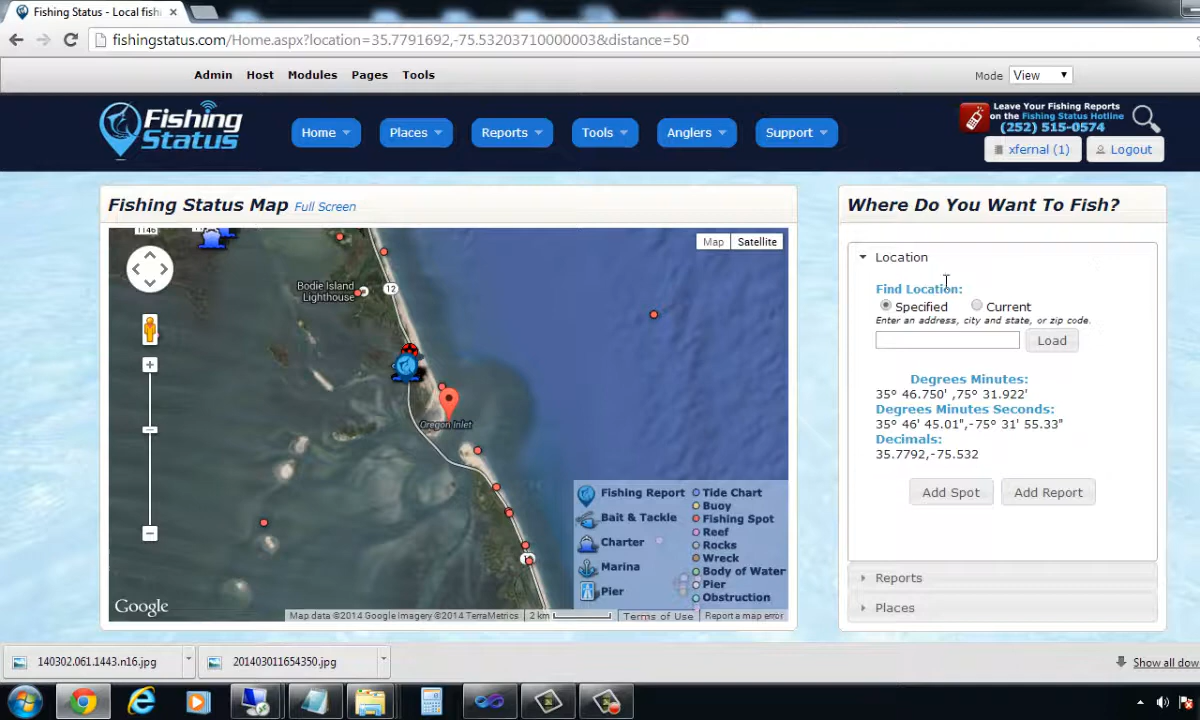 Fishing Status - Local fish
fishingstatus.com/Home.aspx?location=35.7791692,-75.53203710000003&distance=50
Admin Host Modules Pages Tools
Mode View
Fishing Status
Home Places Reports Tools Anglers Support
Leave Your Fishing Reports
on the Fishing Status Hotline
(252) 515-0574
xfernal (1) Logout
Fishing Status Map Full Screen
Where Do You Want To Fish?
1146
Map Satellite
Bodie Island
Lighthouse
12
Oregon Inlet
Fishing Report
Bait & Tackle
Charter
Marina
Pier
Tide Chart
Buoy
Fishing Spot
Reef
Rocks
Wreck
Body of Water
Pier
Obstruction
Google
Map data ©2014 Google Imagery ©2014 TerraMetrics 2 km Terms of Use Report a map error
Location
Find Location:
Specified Current
Enter an address, city and state, or zip code.
Load
Degrees Minutes:
35° 46.750' ,75° 31.922'
Degrees Minutes Seconds:
35° 46' 45.01",-75° 31' 55.33"
Decimals:
35.7792,-75.532
Add Spot Add Report
Reports
Places
140302.061.1443.n16.jpg
201403011654350.jpg
Show all dow